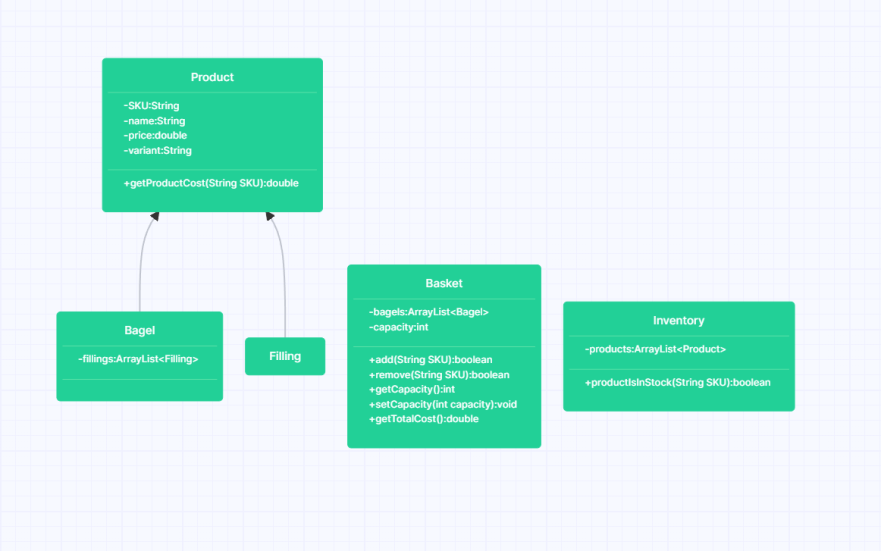 Product
-SKU:String
-name:String
-price:double
-variant:String
+getProductCost(String SKU):double
Bagel
-fillings:ArrayList<Filling>
Filling
Basket
-bagels:ArrayList<Bagel>
-capacity:int
+add(String SKU):boolean
+remove(String SKU):boolean
+getCapacity():int
+setCapacity(int capacity):void
+getTotalCost():double
Inventory
-products:ArrayList<Product>
+productIsInStock(String SKU):boolean